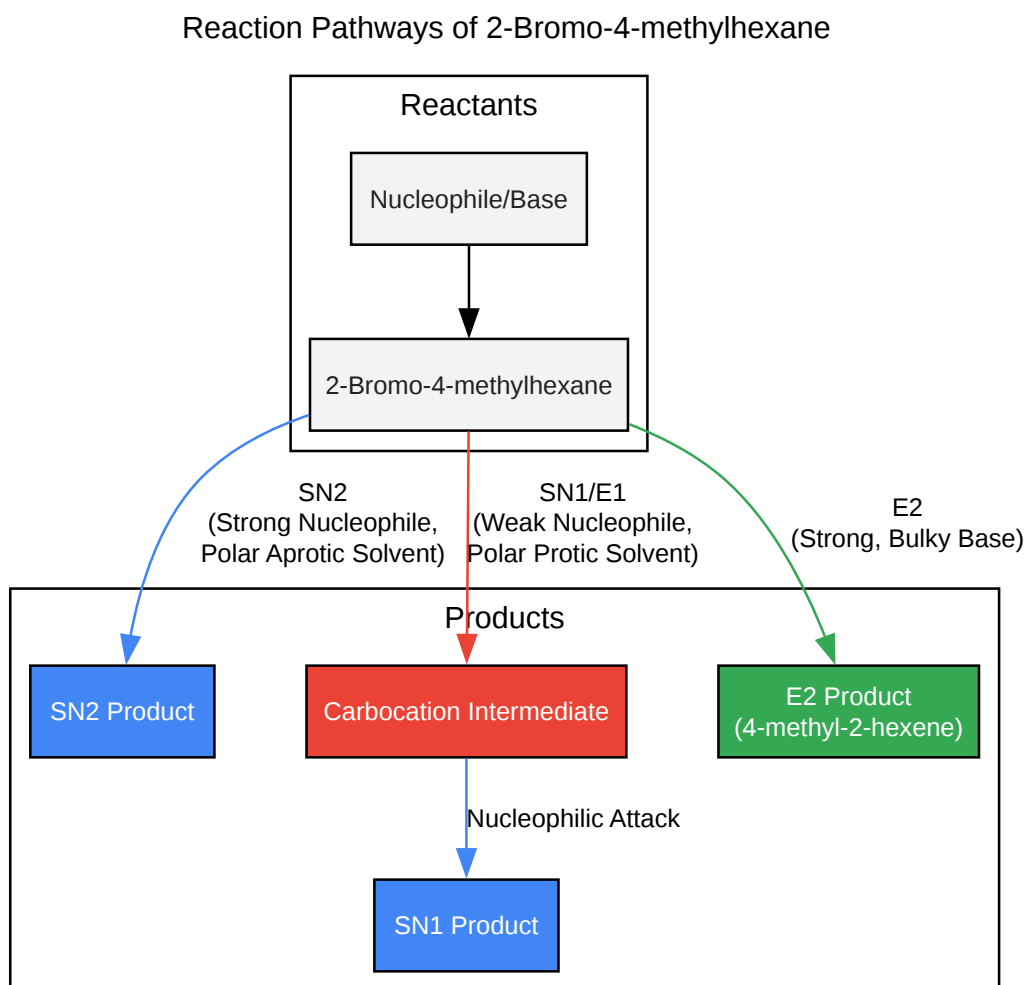 Reaction Pathways of 2-Bromo-4-methylhexane
Reactants
Nucleophile/Base
2-Bromo-4-methylhexane
SN2
(Strong Nucleophile,
Polar Aprotic Solvent)
SN1/E1
(Weak Nucleophile,
Polar Protic Solvent)
E2
(Strong, Bulky Base)
Products
SN2 Product
Carbocation Intermediate
E2 Product
(4-methyl-2-hexene)
Nucleophilic Attack
SN1 Product